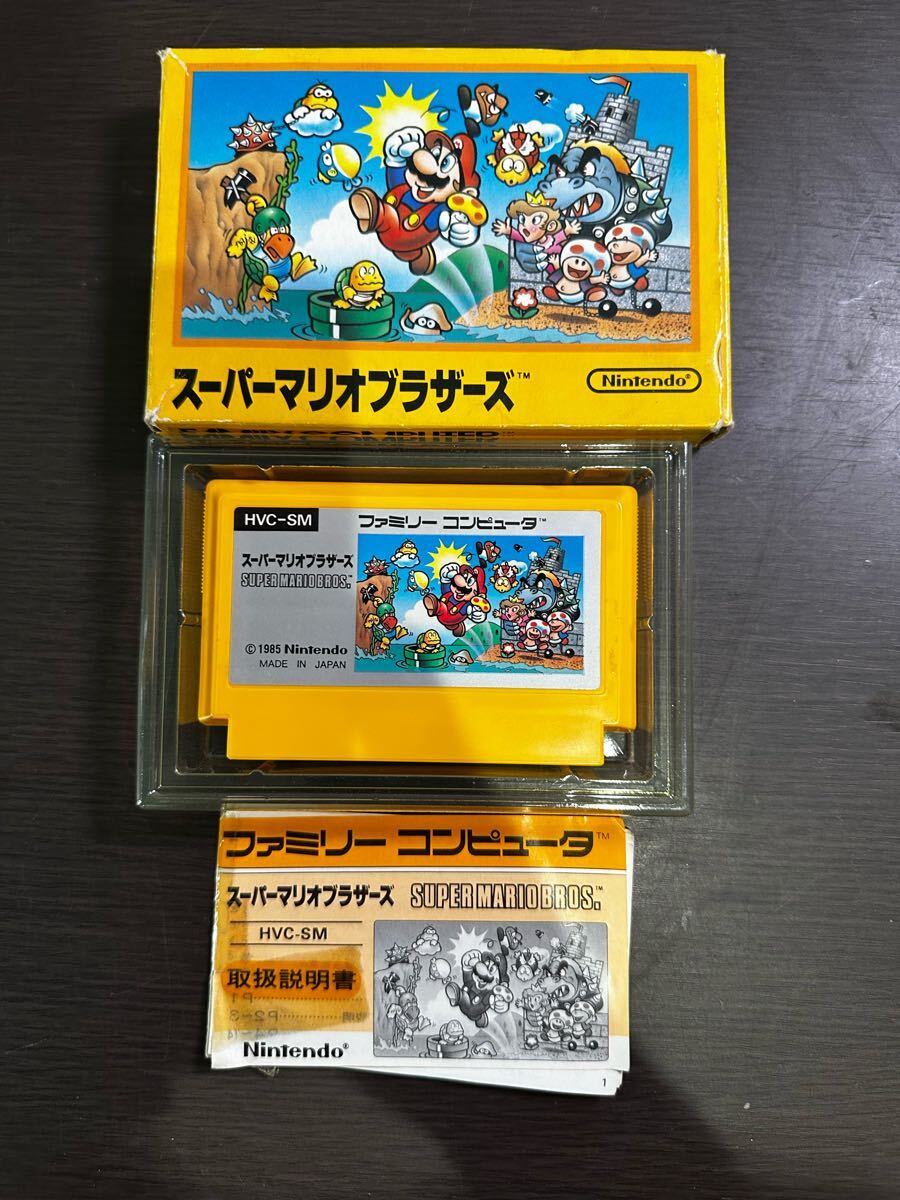 スーパーマリオブラザーズ™
Nintendo®
FAMILY COMPUTER™
HVC-SM
ファミリー コンピュータ™
スーパーマリオブラザーズ
SUPER MARIO BROS.™
©1985 Nintendo
MADE IN JAPAN
ファミリー コンピュータ™
スーパーマリオブラザーズ SUPER MARIO BROS.™
HVC-SM
取扱説明書
Nintendo®
1